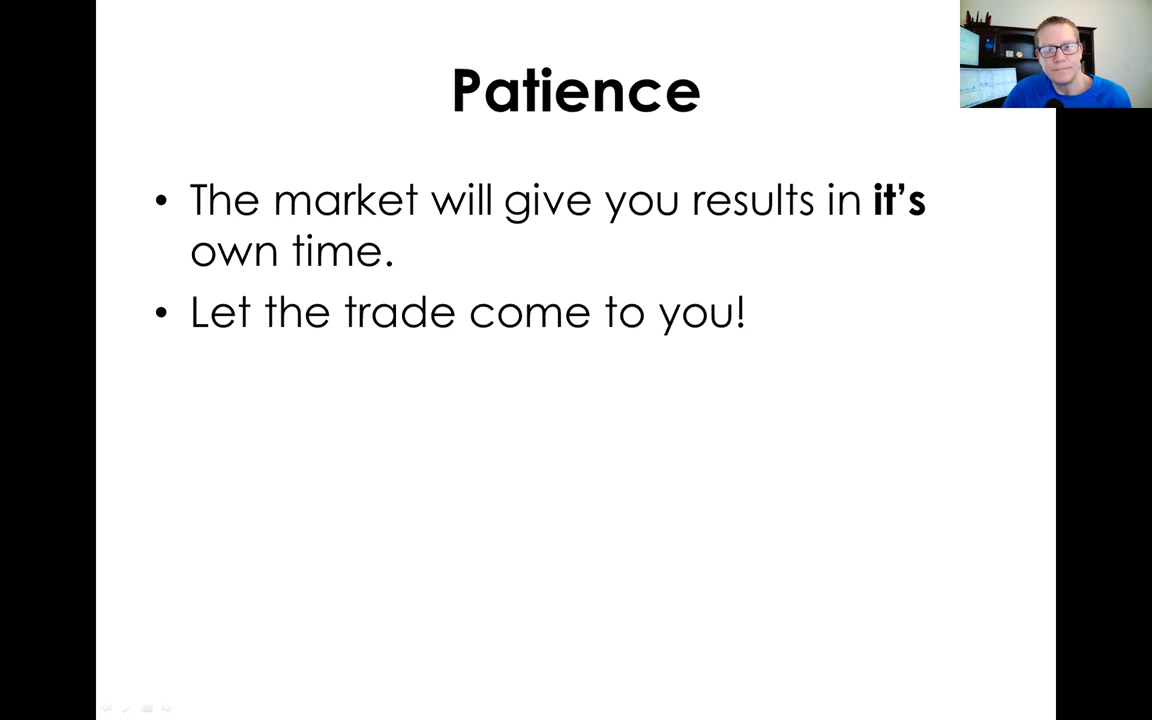 Patience
• The market will give you results in it’s
own time.
• Let the trade come to you!